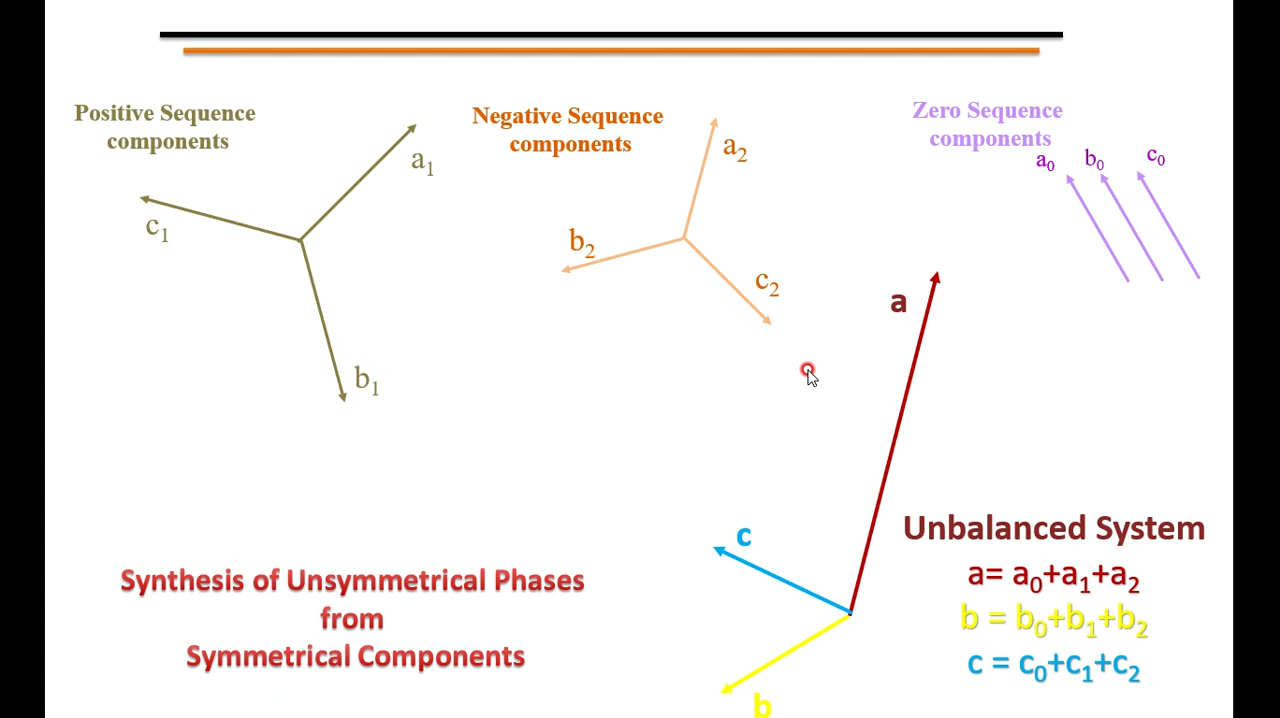 Positive Sequence
components
a₁
c₁
b₁
Negative Sequence
components
a₂
b₂
c₂
Zero Sequence
components
a₀ b₀ c₀
a
c
b
Unbalanced System
a= a₀+a₁+a₂
b = b₀+b₁+b₂
c = c₀+c₁+c₂
Synthesis of Unsymmetrical Phases
from
Symmetrical Components